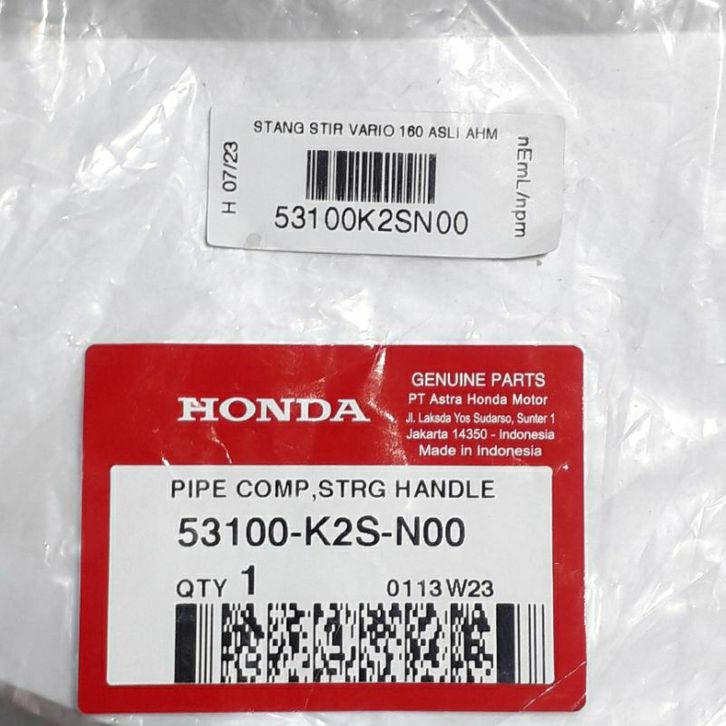 STANG STIR VARIO 160 ASLI AHM
H 07/23
53100K2SN00
nEmL/npm
HONDA
GENUINE PARTS
PT Astra Honda Motor
Jl. Laksda Yos Sudarso, Sunter 1
Jakarta 14350 - Indonesia
Made in Indonesia
PIPE COMP,STRG HANDLE
53100-K2S-N00
QTY 1
0113W23